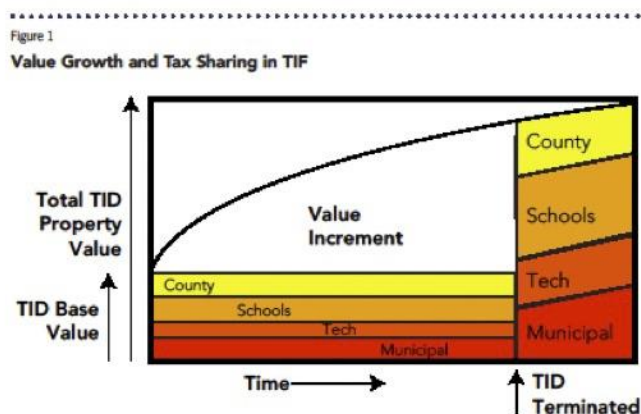 Figure 1
Value Growth and Tax Sharing in TIF
Total TID
Property
Value
TID Base
Value
Value
Increment
County
Schools
Tech
Municipal
County
Schools
Tech
Municipal
Time
TID
Terminated